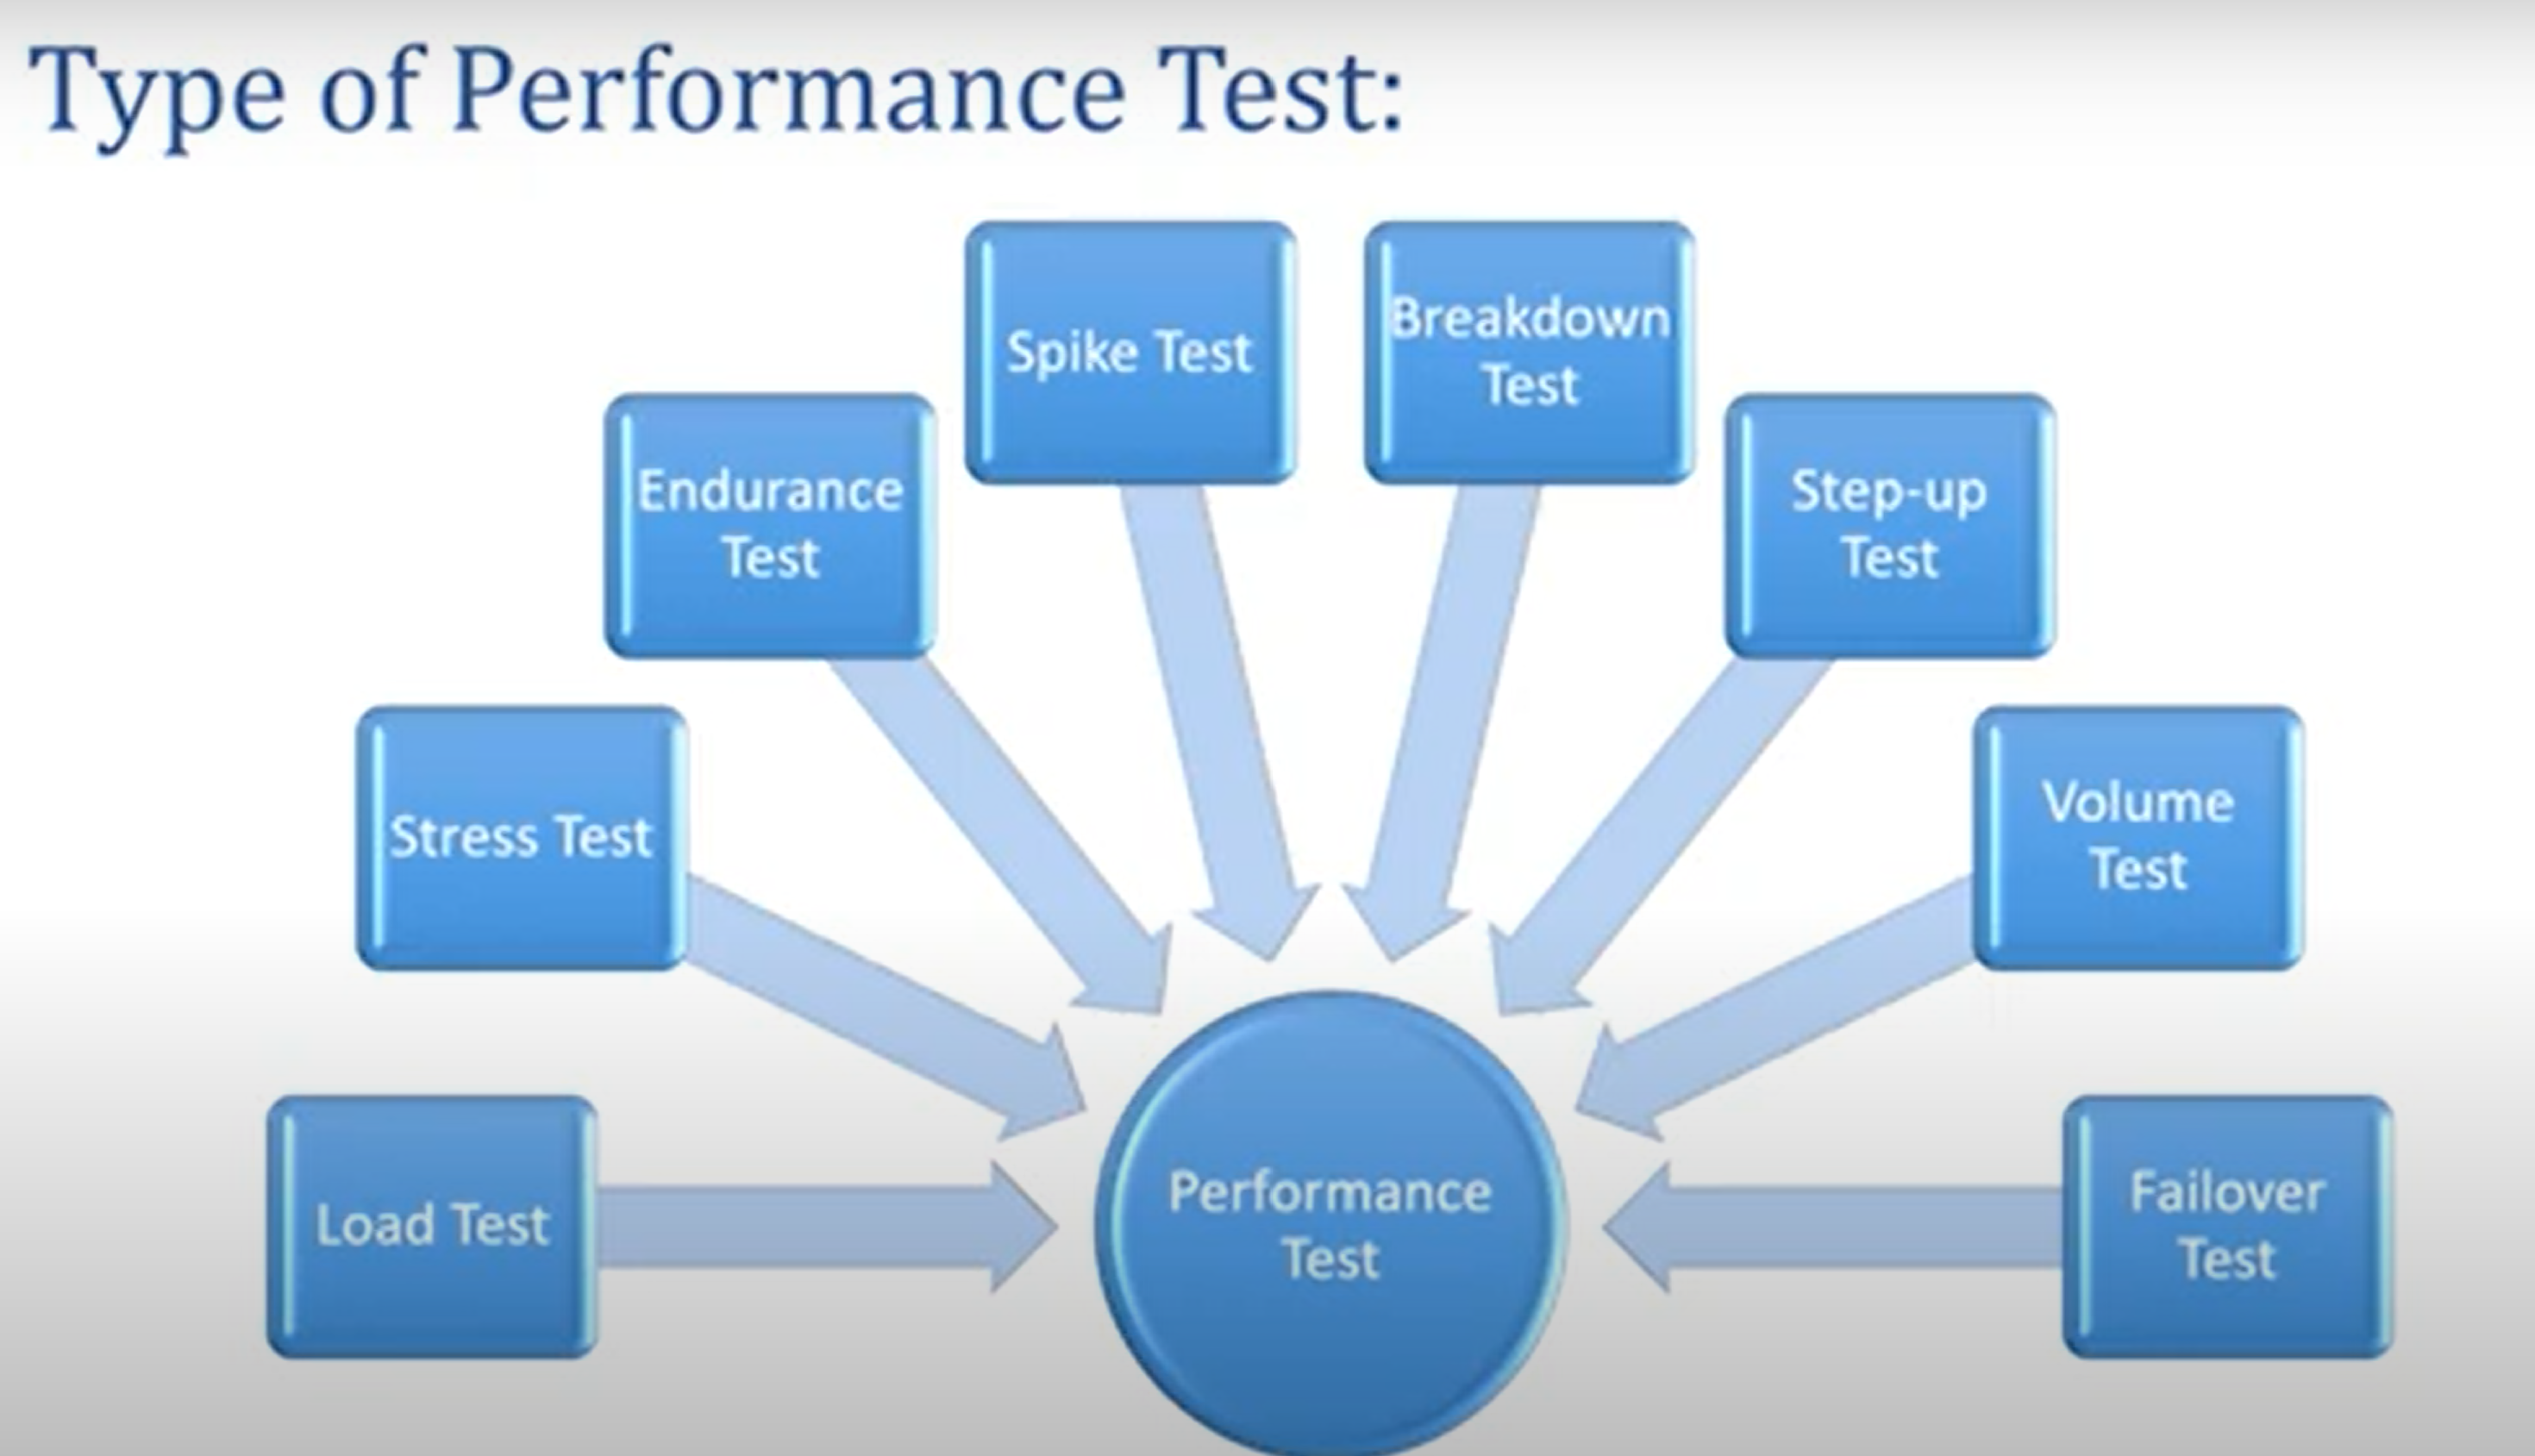 Type of Performance Test:
Spike Test
Breakdown
Test
Endurance
Test
Step-up
Test
Stress Test
Volume
Test
Load Test
Performance
Test
Failover
Test